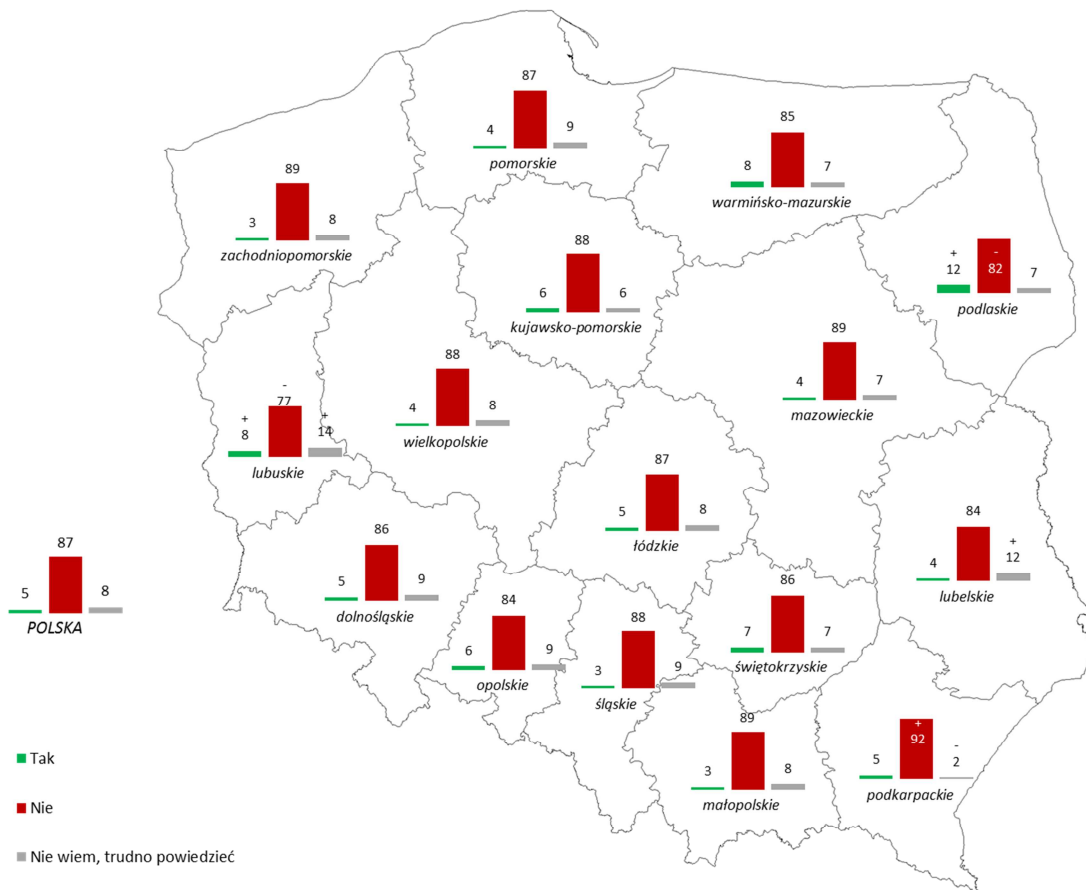 87
4 9
pomorskie
85
8 7
warmińsko-mazurskie
89
3 8
zachodniopomorskie
88
6 6
kujawsko-pomorskie
+ -
12 82 7
podlaskie
89
4 7
mazowieckie
88
4 8
wielkopolskie
-
77
+ +
8 14
lubuskie
87
5 8
łódzkie
84
+
4 12
lubelskie
87
5 8
POLSKA
86
5 9
dolnośląskie
84
6 9
opolskie
88
3 9
śląskie
86
7 7
świętokrzyskie
89
3 8
małopolskie
+
92 -
5 2
podkarpackie
Tak
Nie
Nie wiem, trudno powiedzieć